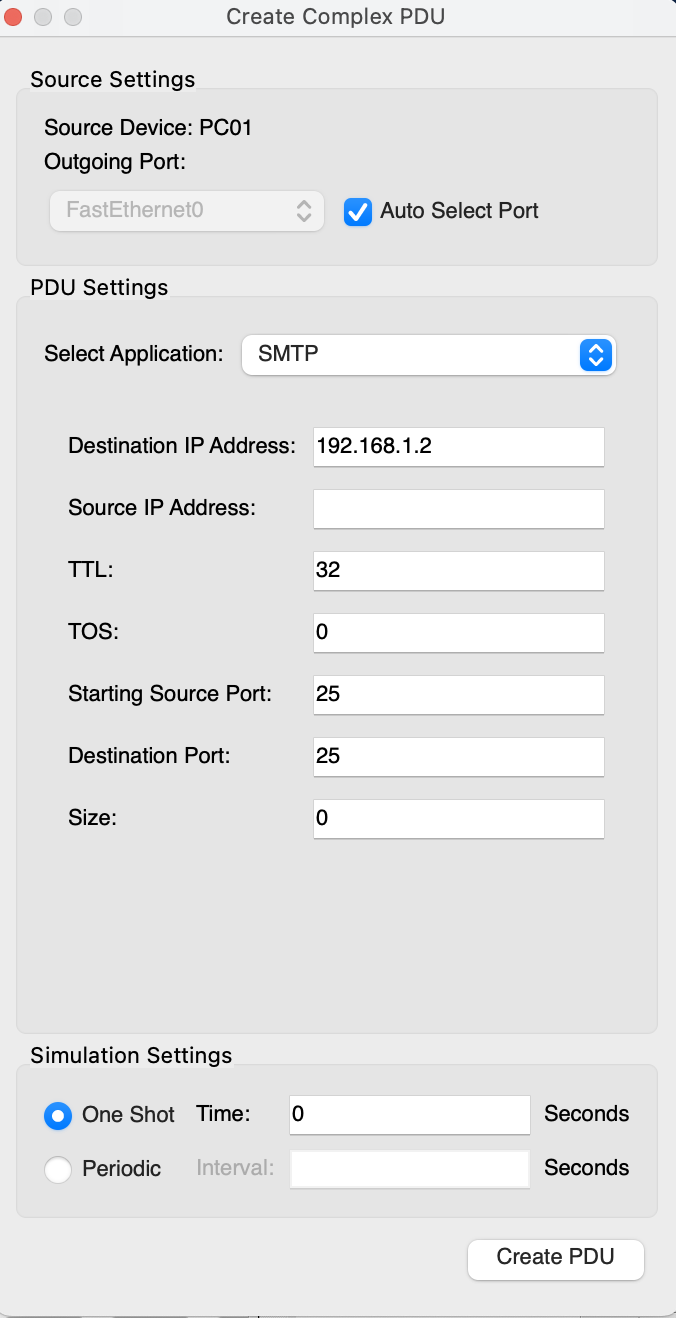 Create Complex PDU
Source Settings
Source Device: PC01
Outgoing Port:
FastEthernet0 Auto Select Port
PDU Settings
Select Application: SMTP
Destination IP Address: 192.168.1.2
Source IP Address:
TTL: 32
TOS: 0
Starting Source Port: 25
Destination Port: 25
Size: 0
Simulation Settings
One Shot Time: 0 Seconds
Periodic Interval: Seconds
Create PDU